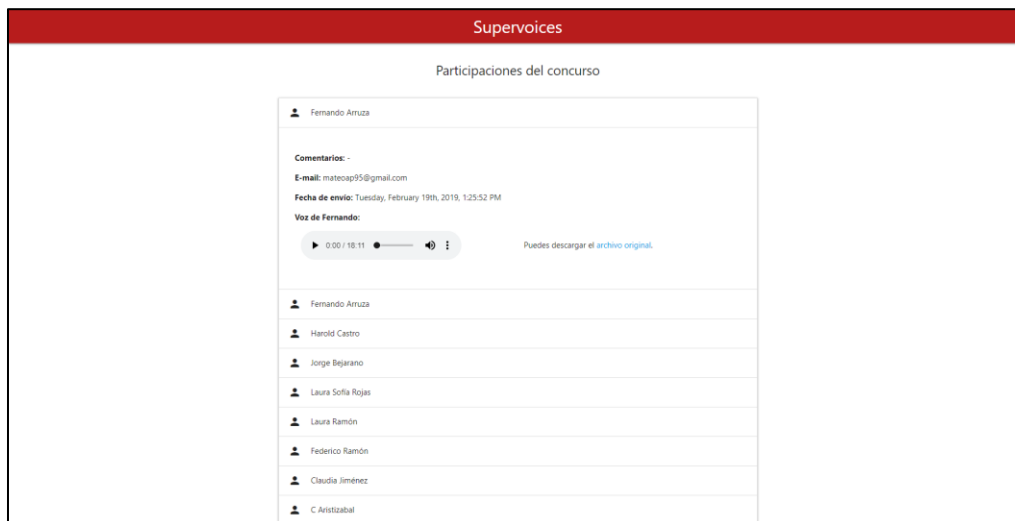 Supervoices
Participaciones del concurso
Fernando Arruza
Comentarios: -
E-mail: mateoap95@gmail.com
Fecha de envío: Tuesday, February 19th, 2019, 1:25:52 PM
Voz de Fernando:
0:00 / 18:11
Puedes descargar el archivo original.
Fernando Arruza
Harold Castro
Jorge Bejarano
Laura Sofía Rojas
Laura Ramón
Federico Ramón
Claudia Jiménez
C Aristizabal